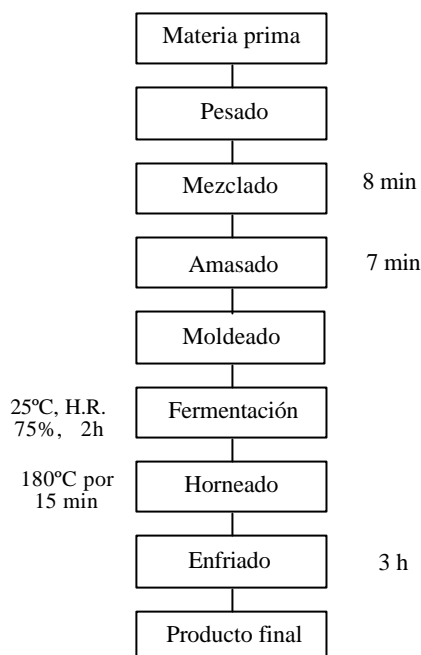 Materia prima
Pesado
Mezclado
8 min
Amasado
7 min
Moldeado
25ºC, H.R.
75%, 2h
Fermentación
180ºC por
15 min
Horneado
Enfriado
3 h
Producto final